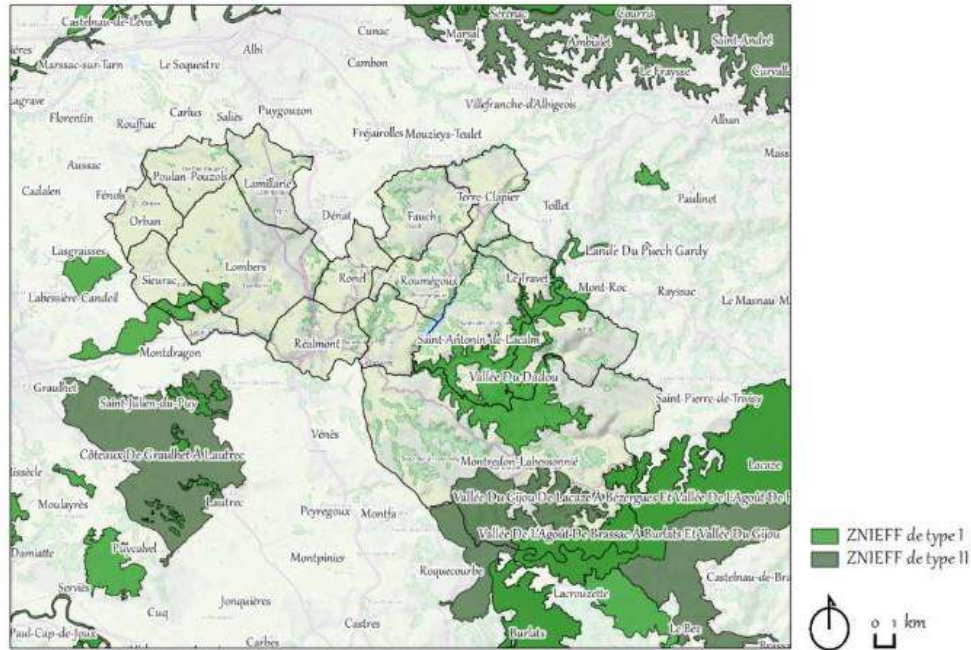 Castelnau-de-Lévis
Cunac
Sérénac
Courris
Marsal
Albi
Ambialet
Saint-André
Marssac-sur-Tarn
Le Sequestre
Cambon
Le Fraysse
Villefranche-d'Albigeois
Florentin
Rouffiac
Carlus
Saliès
Puygouzon
Alban
Fréjairolles
Mouzieys-Teulet
Aussac
Poulan-Pouzols
Lamillarié
Terre-Clapier
Teillet
Paulinet
Cadalen
Fénols
Orban
Fauch
Dénat
Lasgraisses
Lande Du Puech Gardy
Sieurac
Lombers
Ronel
Roumégoux
Le Travet
Mont-Roc
Rayssac
Labessière-Candeil
Le Masnau-M
Réalmont
Saint-Antonin-de-Lacalm
Montdragon
Vallée Du Dadou
Graulhet
Saint-Julien-du-Puy
Saint-Pierre-de-Trivisy
Vénès
Côteaux De Graulhet À Lautrec
Montredon-Labessonnié
Lacaze
Moulayrès
Lautrec
Vallée Du Gijou De Lacaze À Bézergues Et Vallée De L'Agoût De
Peyregoux
Montfa
Vallée De L'Agoût De Brassac À Burlats Et Vallée Du Gijou
Damiatte
Puycalvel
Montpinier
Roquecourbe
Castelnau-de-Bra
Serviès
Lacrouzette
Cuq
Jonquières
Castres
Le Bez
Paul-Cap-de-Joux
Carbes
Burlats
Brass
ZNIEFF de type I
ZNIEFF de type II
0 1 km